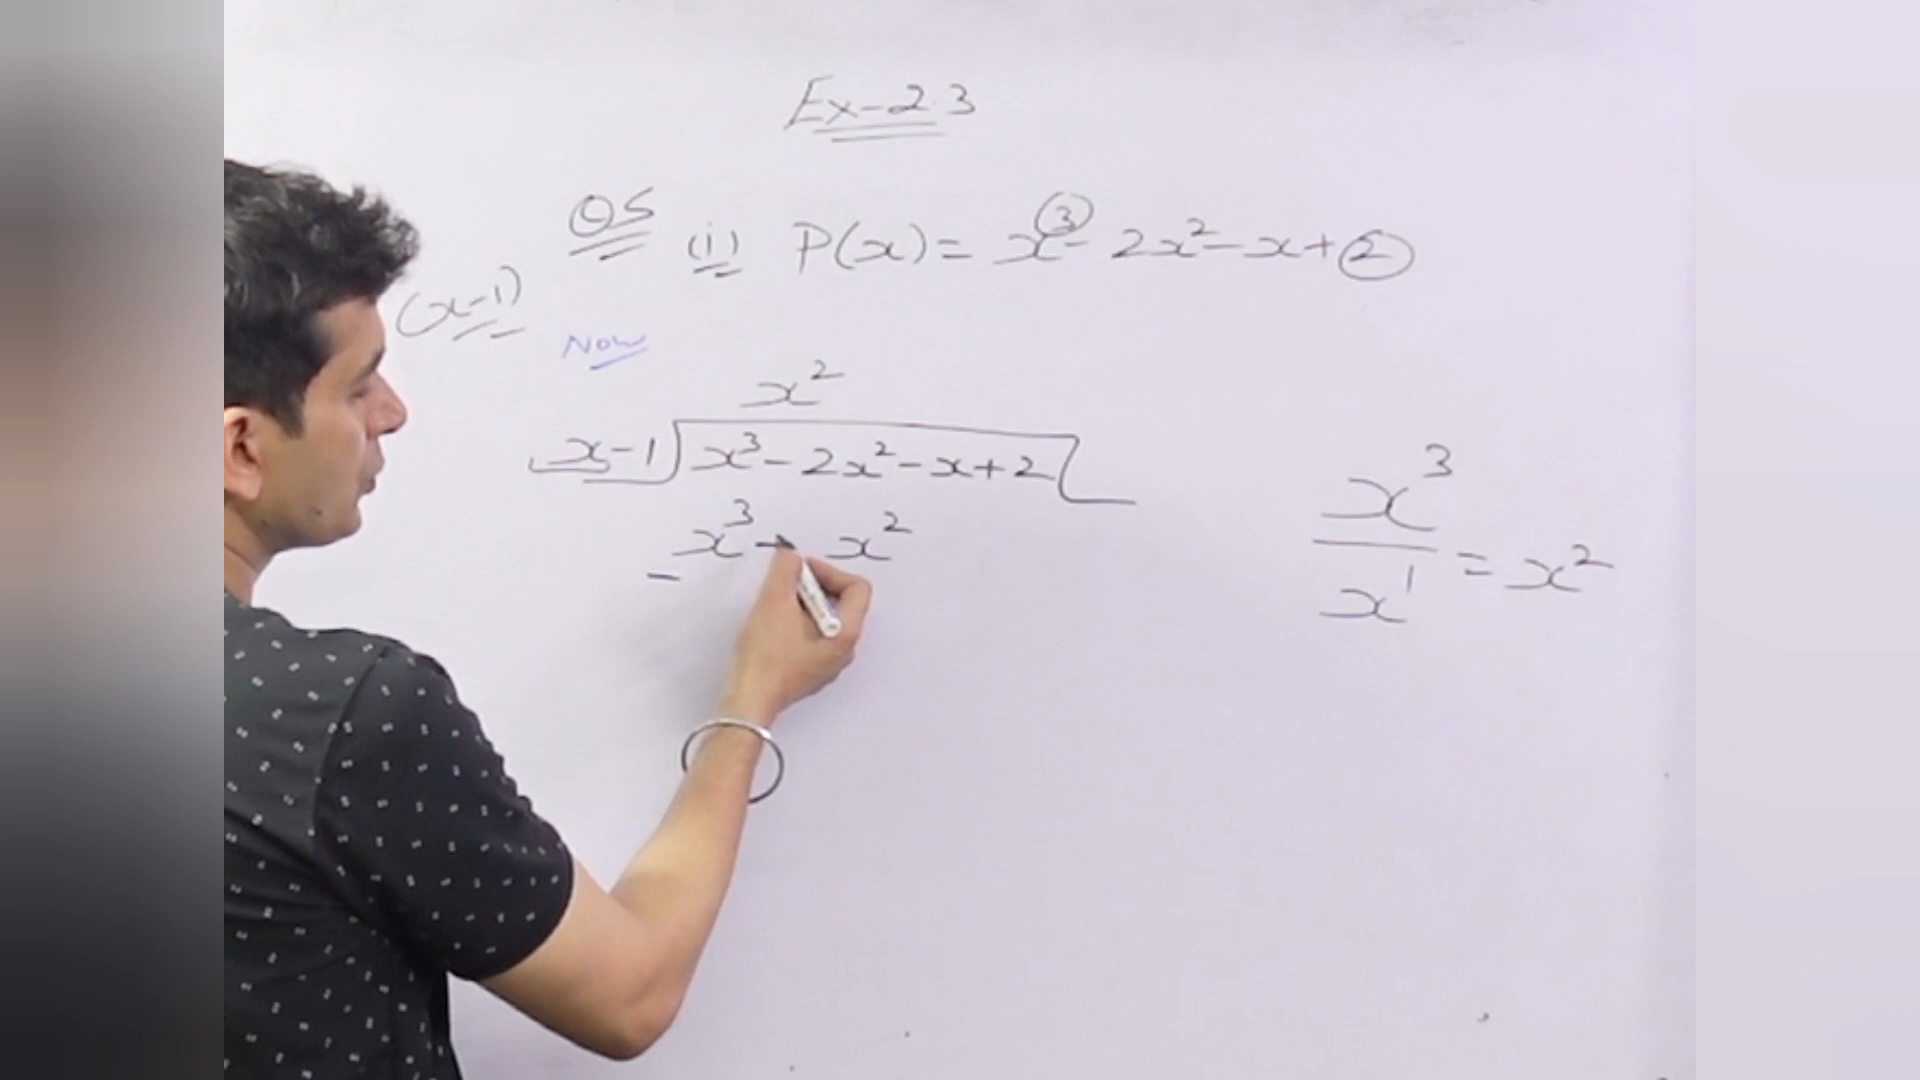 Ex-2.3
Q5 (i) P(x) = x³ - 2x² - x + 2
(x-1)
Now
x²
x-1 ) x³ - 2x² - x + 2 (
x³ - x²
-
x³
x¹
= x²